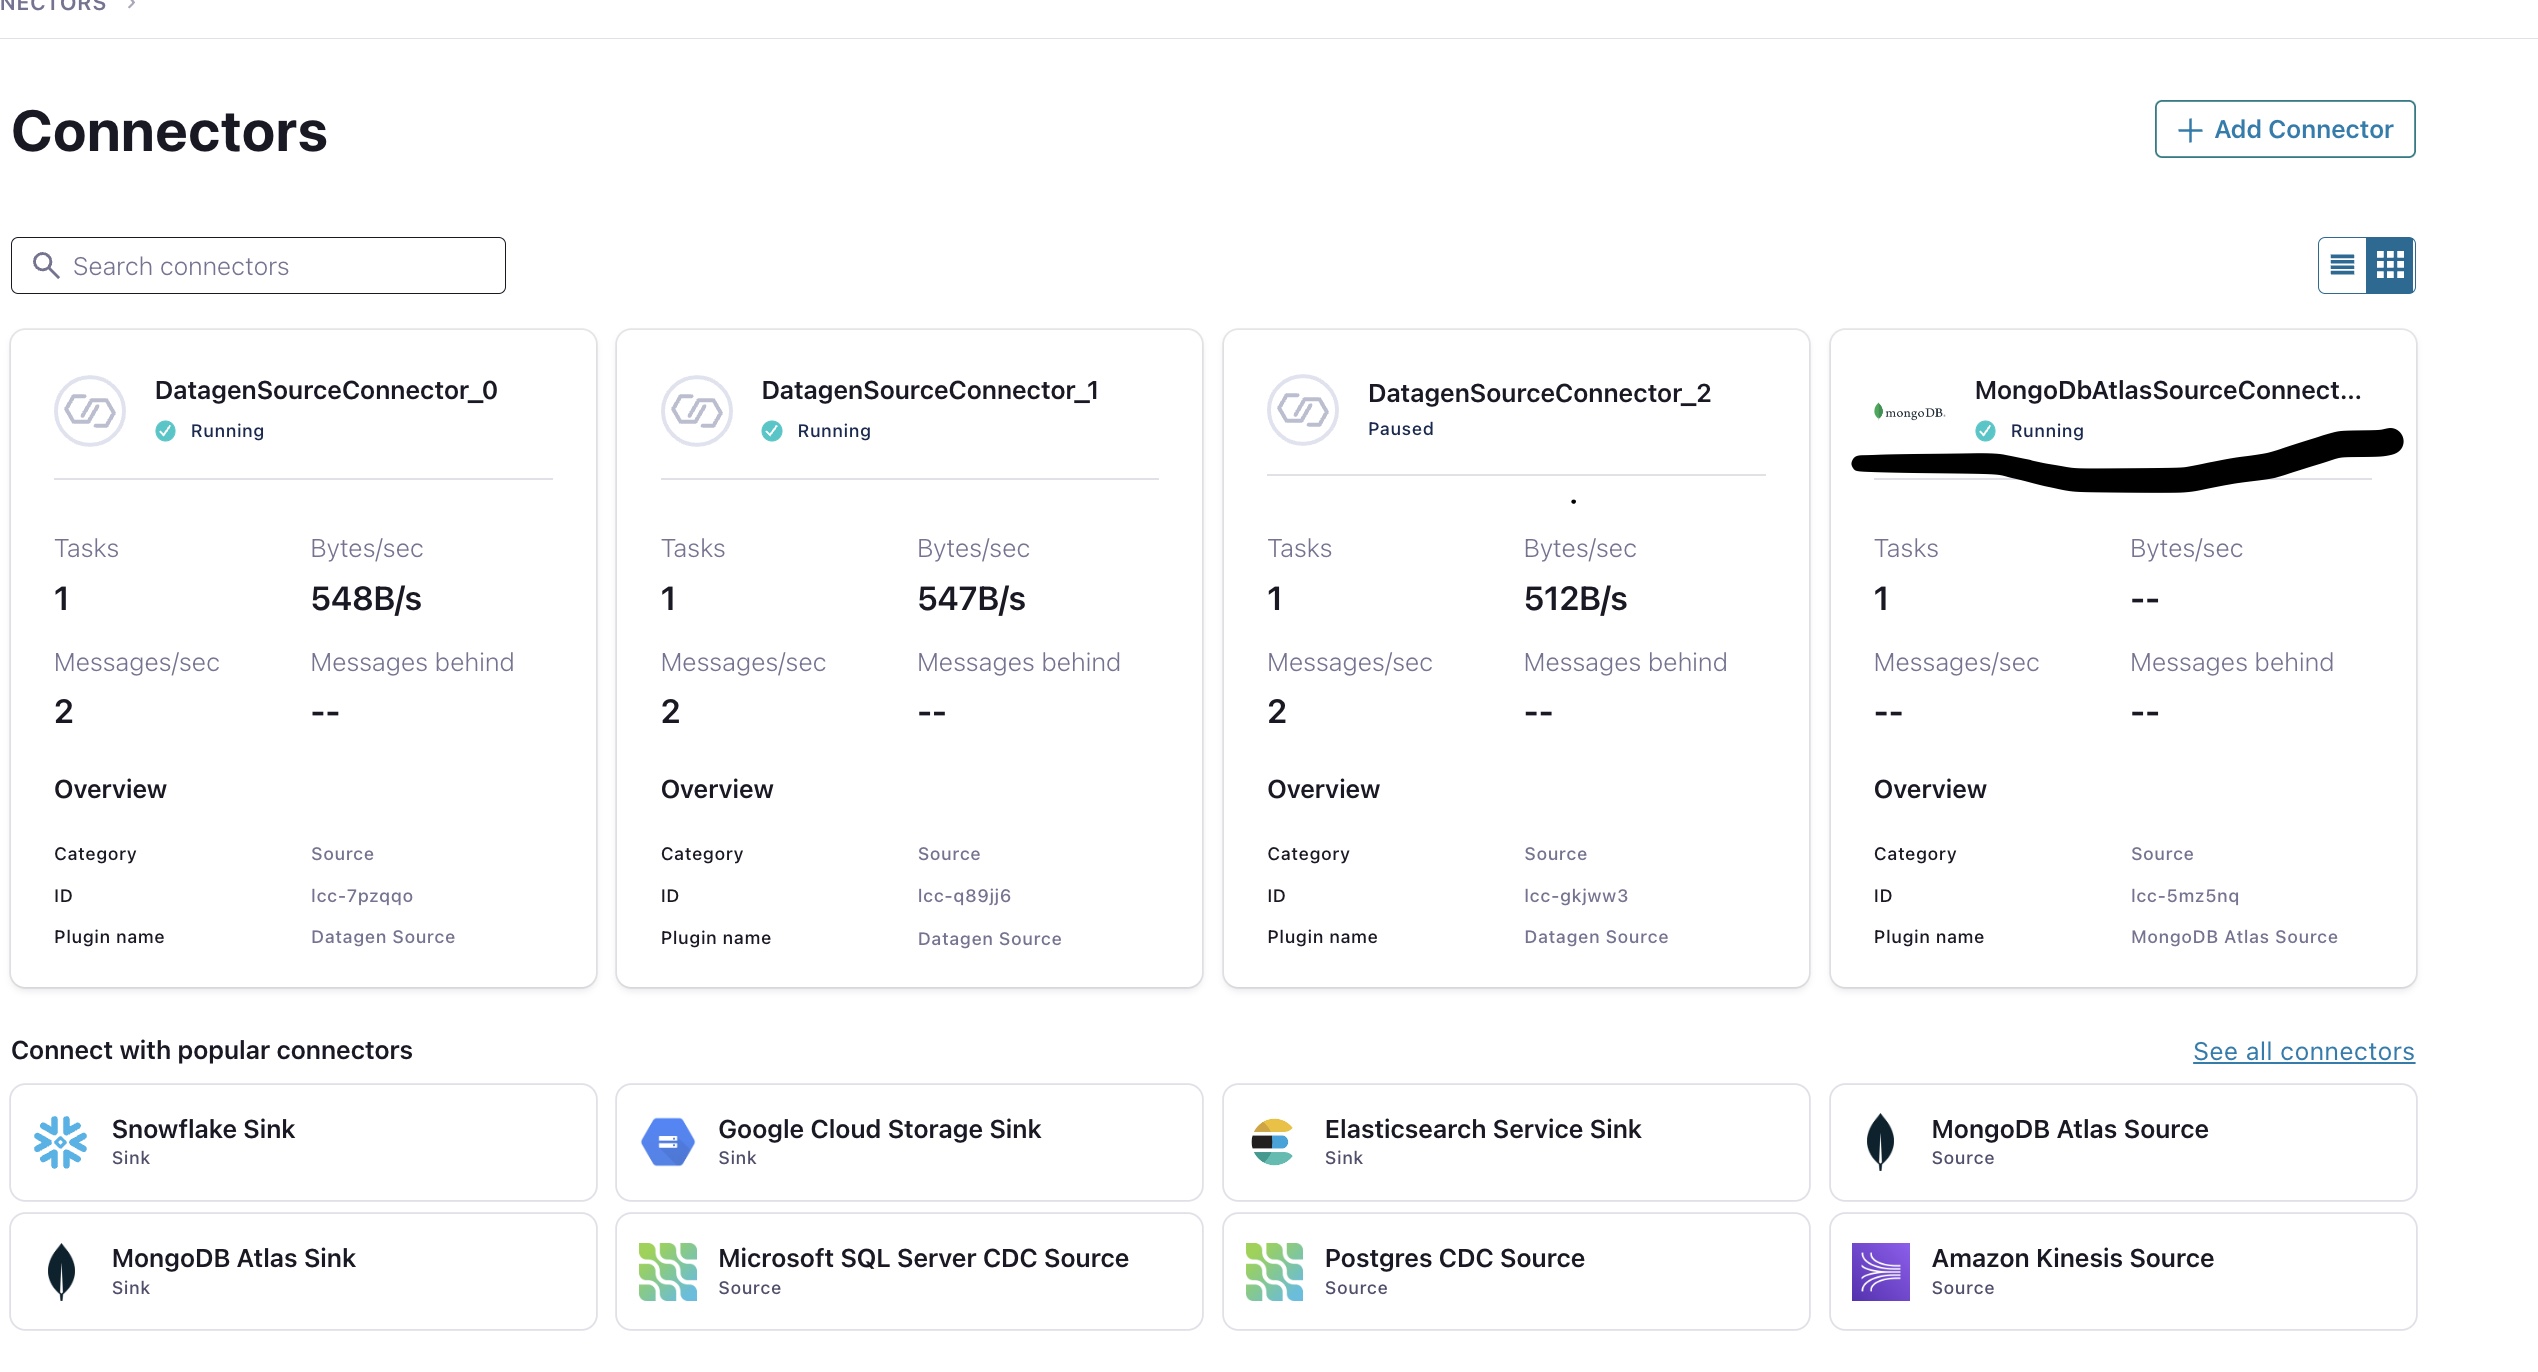 NECTORS >
Connectors
+ Add Connector
Search connectors
DatagenSourceConnector_0
Running
Tasks Bytes/sec
1 548B/s
Messages/sec Messages behind
2 --
Overview
Category Source
ID lcc-7pzqqo
Plugin name Datagen Source
DatagenSourceConnector_1
Running
Tasks Bytes/sec
1 547B/s
Messages/sec Messages behind
2 --
Overview
Category Source
ID lcc-q89jj6
Plugin name Datagen Source
DatagenSourceConnector_2
Paused
Tasks Bytes/sec
1 512B/s
Messages/sec Messages behind
2 --
Overview
Category Source
ID lcc-gkjww3
Plugin name Datagen Source
mongoDB.
MongoDbAtlasSourceConnect...
Running
Tasks Bytes/sec
1 --
Messages/sec Messages behind
-- --
Overview
Category Source
ID lcc-5mz5nq
Plugin name MongoDB Atlas Source
Connect with popular connectors
See all connectors
Snowflake Sink
Sink
Google Cloud Storage Sink
Sink
Elasticsearch Service Sink
Sink
MongoDB Atlas Source
Source
MongoDB Atlas Sink
Sink
Microsoft SQL Server CDC Source
Source
Postgres CDC Source
Source
Amazon Kinesis Source
Source